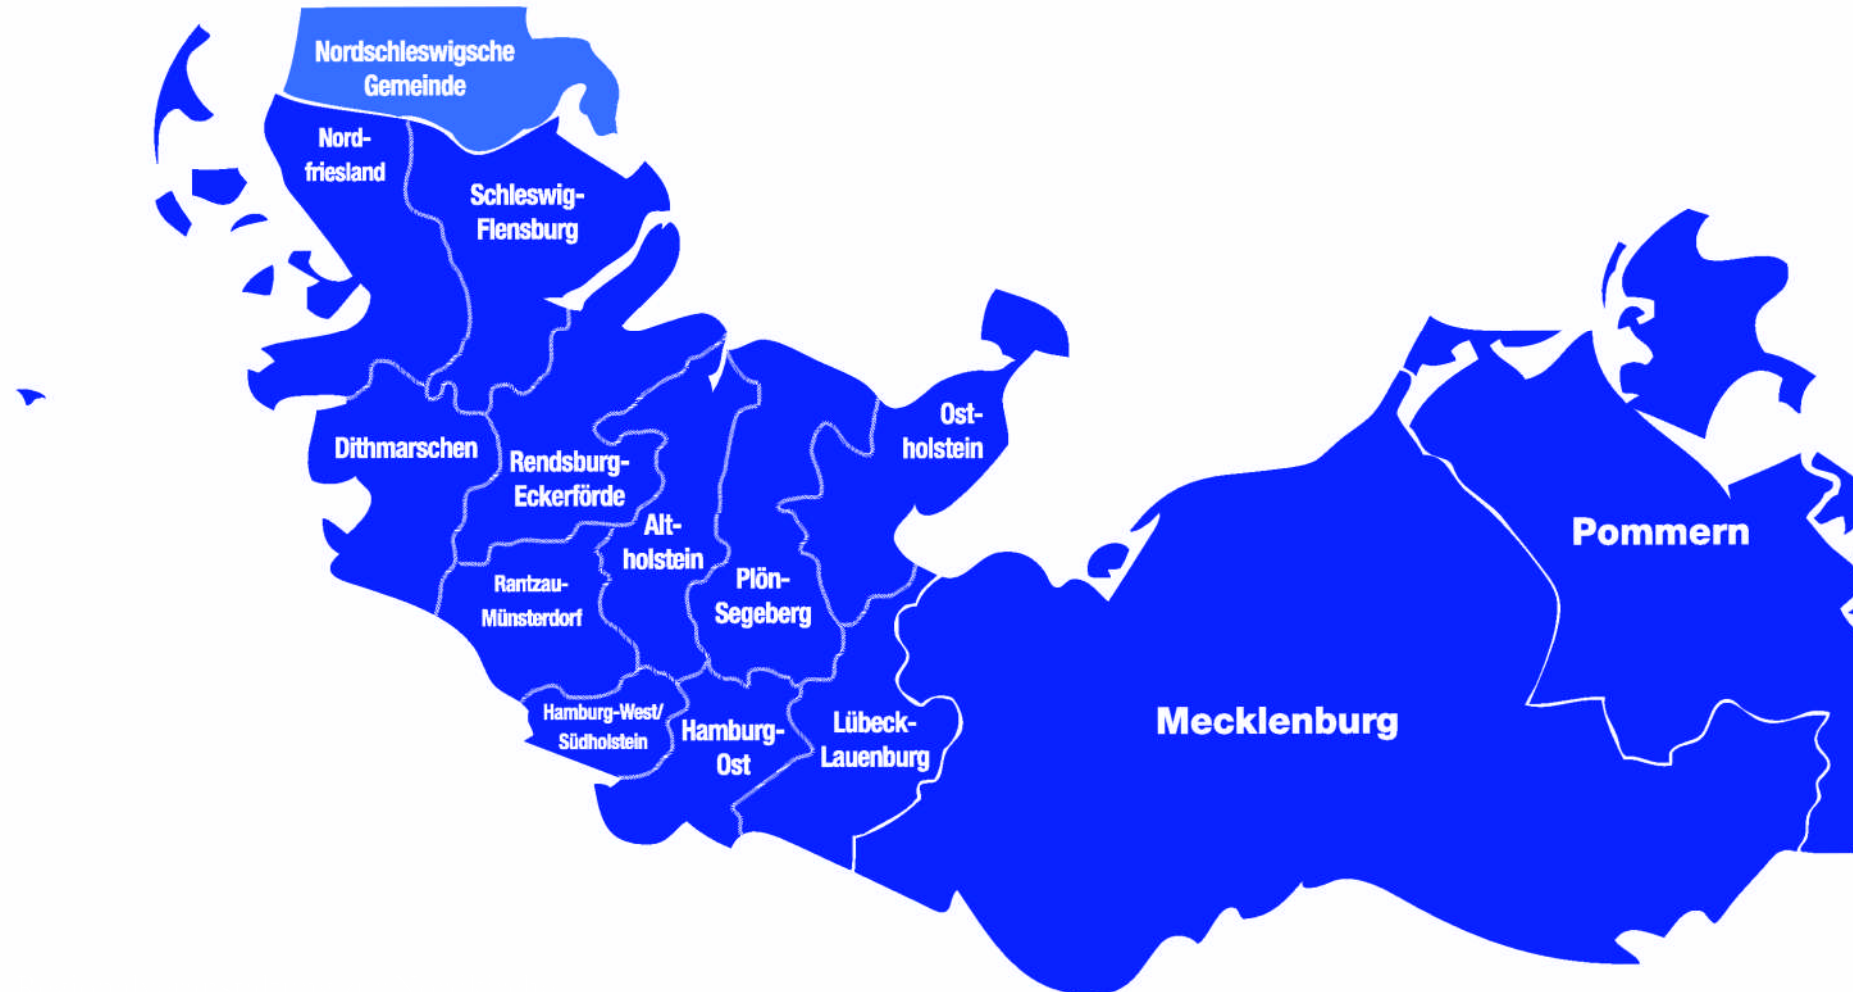 Nordschleswigsche
Gemeinde
Nord-
friesland
Schleswig-
Flensburg
Ost-
holstein
Dithmarschen
Rendsburg-
Eckerförde
Alt-
holstein
Pommern
Rantzau-
Münsterdorf
Plön-
Segeberg
Hamburg-West/
Südholstein
Hamburg-
Ost
Lübeck-
Lauenburg
Mecklenburg